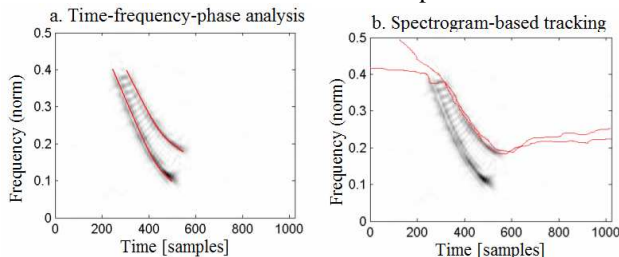 a. Time-frequency-phase analysis
b. Spectrogram-based tracking
0.5
0.4
0.3
0.2
0.1
0
Frequency (norm)
0 200 400 600 800 1000
Time [samples]
0.5
0.4
0.3
0.2
0.1
0
Frequency (norm)
0 200 400 600 800 1000
Time [samples]